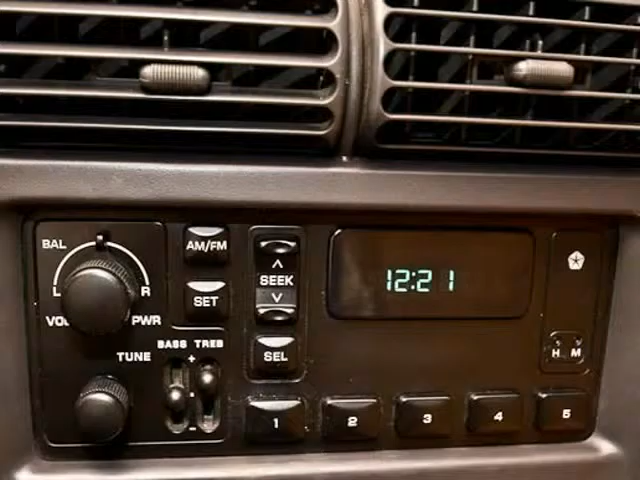 BAL
L R
VOL PWR
TUNE
AM/FM
SET
BASS TREB
+
-
SEEK
SEL
12:21
H M
1 2 3 4 5